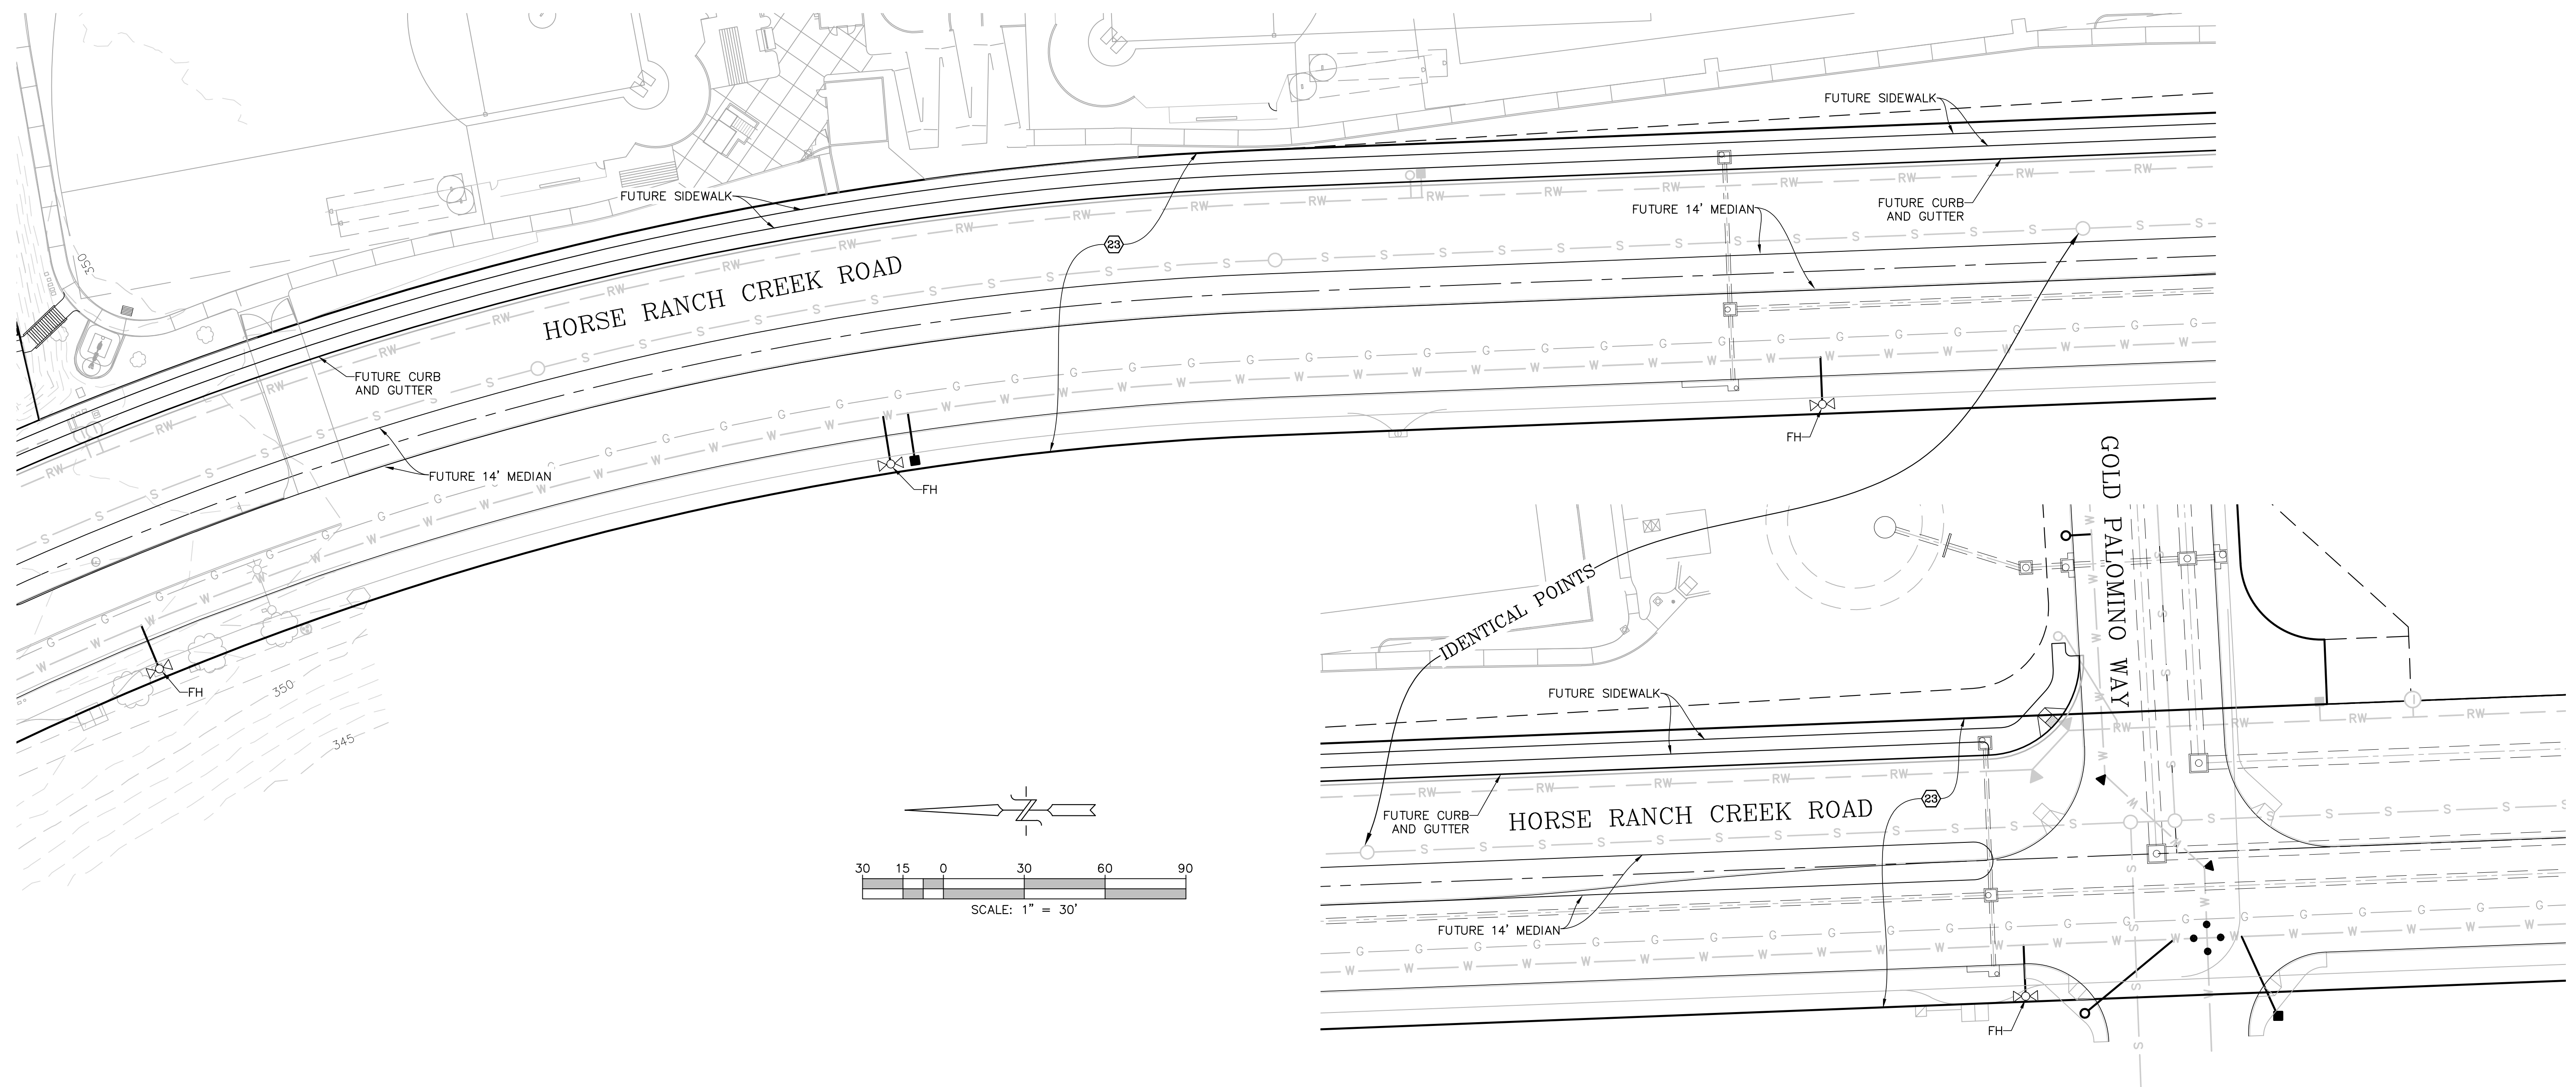 FUTURE SIDEWALK
FUTURE SIDEWALK
FUTURE 14' MEDIAN
FUTURE CURB
AND GUTTER
23
HORSE RANCH CREEK ROAD
350
FUTURE CURB
AND GUTTER
FUTURE 14' MEDIAN
FH
FH
FH
350
345
GOLD PALOMINO WAY
IDENTICAL POINTS
FUTURE SIDEWALK
23
FUTURE CURB
AND GUTTER
HORSE RANCH CREEK ROAD
FUTURE 14' MEDIAN
FH
30 15 0 30 60 90
SCALE: 1" = 30'
RW
S
G
W